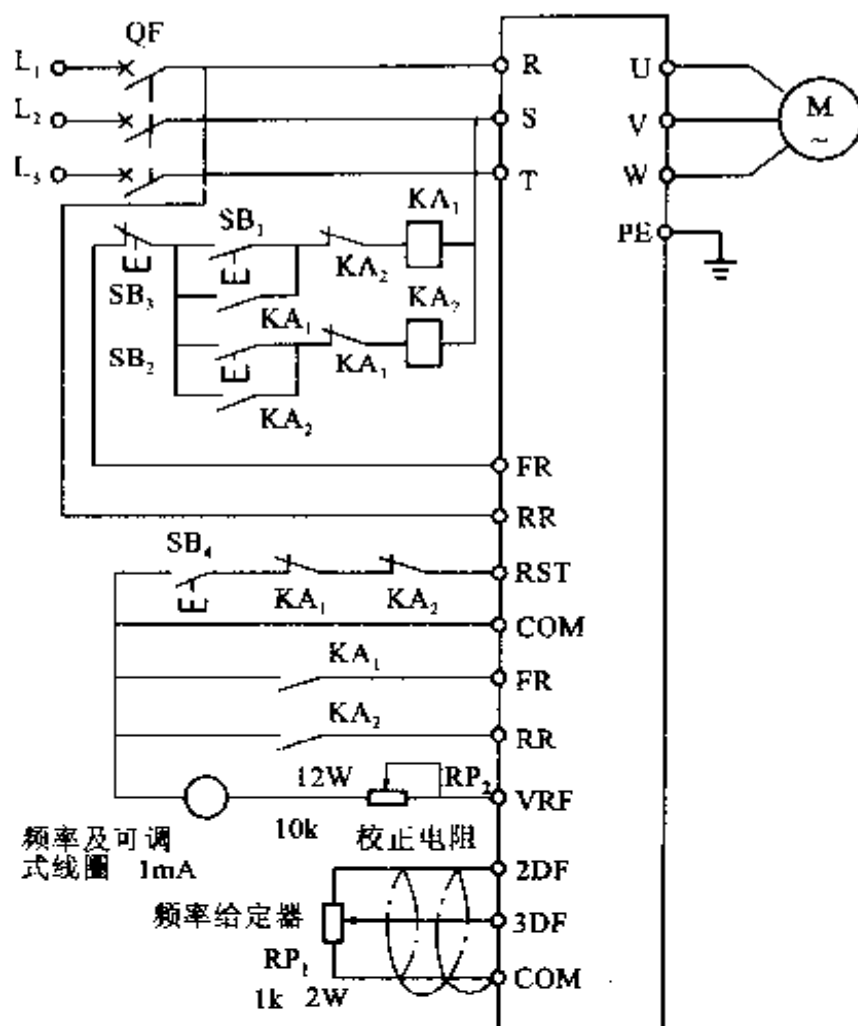 QF
L₁
R
U
M
~
L₂
S
V
L₃
T
W
KA₁
SB₁
PE
KA₂
SB₃
KA₁
KA₂
SB₂
KA₁
KA₂
FR
RR
SB₄
RST
KA₁
KA₂
COM
KA₁
FR
KA₂
RR
12W
RP₂
VRF
10k
校正电阻
频率及可调
式线圈 1mA
2DF
频率给定器
3DF
RP₁
COM
1k 2W